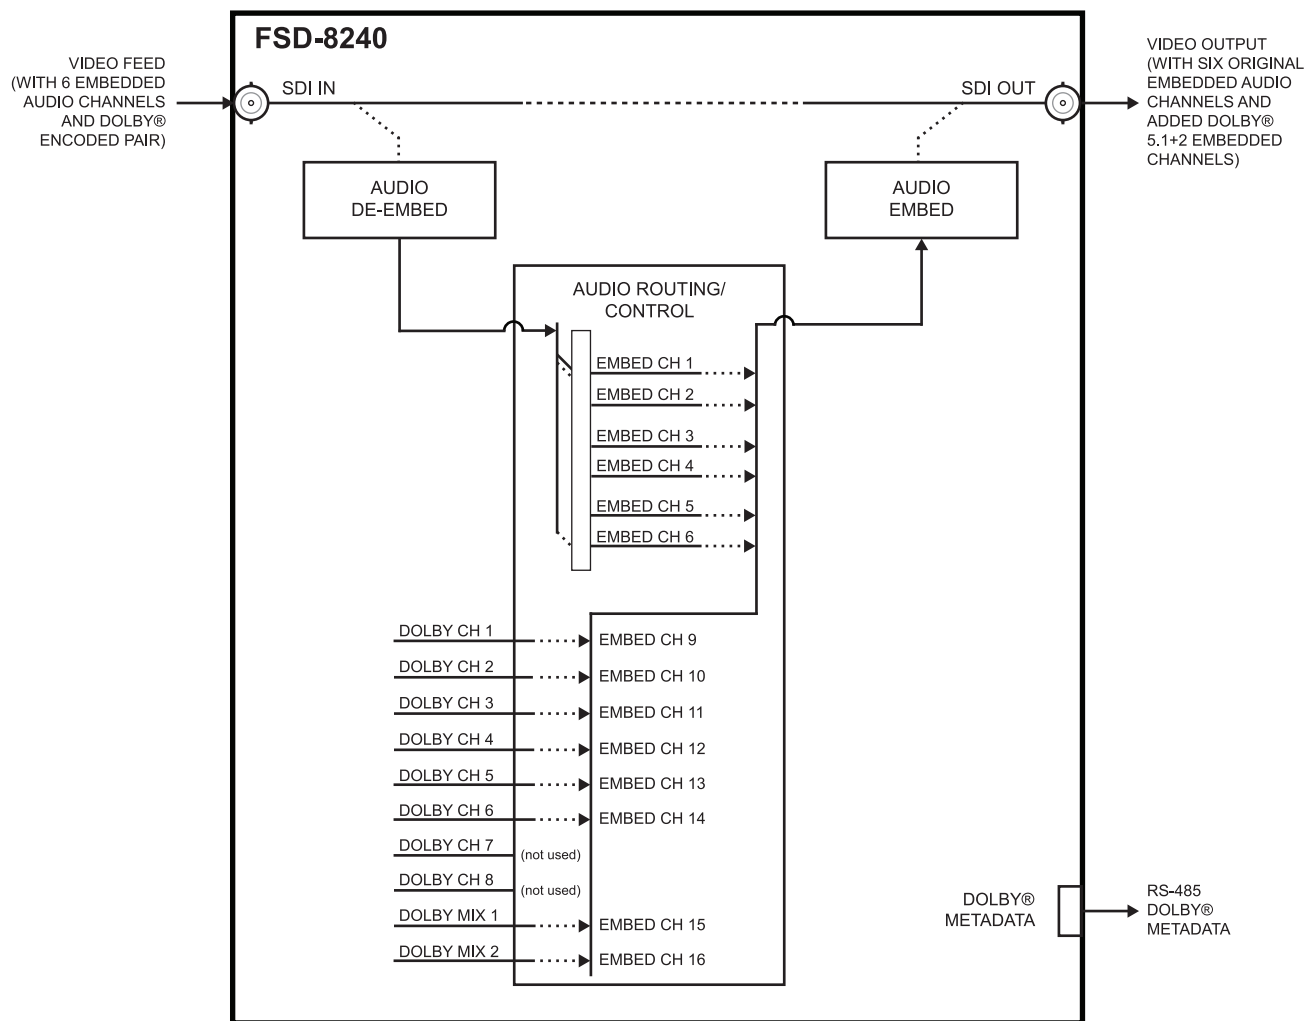 FSD-8240
VIDEO FEED
(WITH 6 EMBEDDED
AUDIO CHANNELS
AND DOLBY®
ENCODED PAIR)
SDI IN
SDI OUT
VIDEO OUTPUT
(WITH SIX ORIGINAL
EMBEDDED AUDIO
CHANNELS AND
ADDED DOLBY®
5.1+2 EMBEDDED
CHANNELS)
AUDIO
DE-EMBED
AUDIO
EMBED
AUDIO ROUTING/
CONTROL
EMBED CH 1
EMBED CH 2
EMBED CH 3
EMBED CH 4
EMBED CH 5
EMBED CH 6
DOLBY CH 1
EMBED CH 9
DOLBY CH 2
EMBED CH 10
DOLBY CH 3
EMBED CH 11
DOLBY CH 4
EMBED CH 12
DOLBY CH 5
EMBED CH 13
DOLBY CH 6
EMBED CH 14
DOLBY CH 7
(not used)
DOLBY CH 8
(not used)
DOLBY MIX 1
EMBED CH 15
DOLBY MIX 2
EMBED CH 16
DOLBY®
METADATA
RS-485
DOLBY®
METADATA